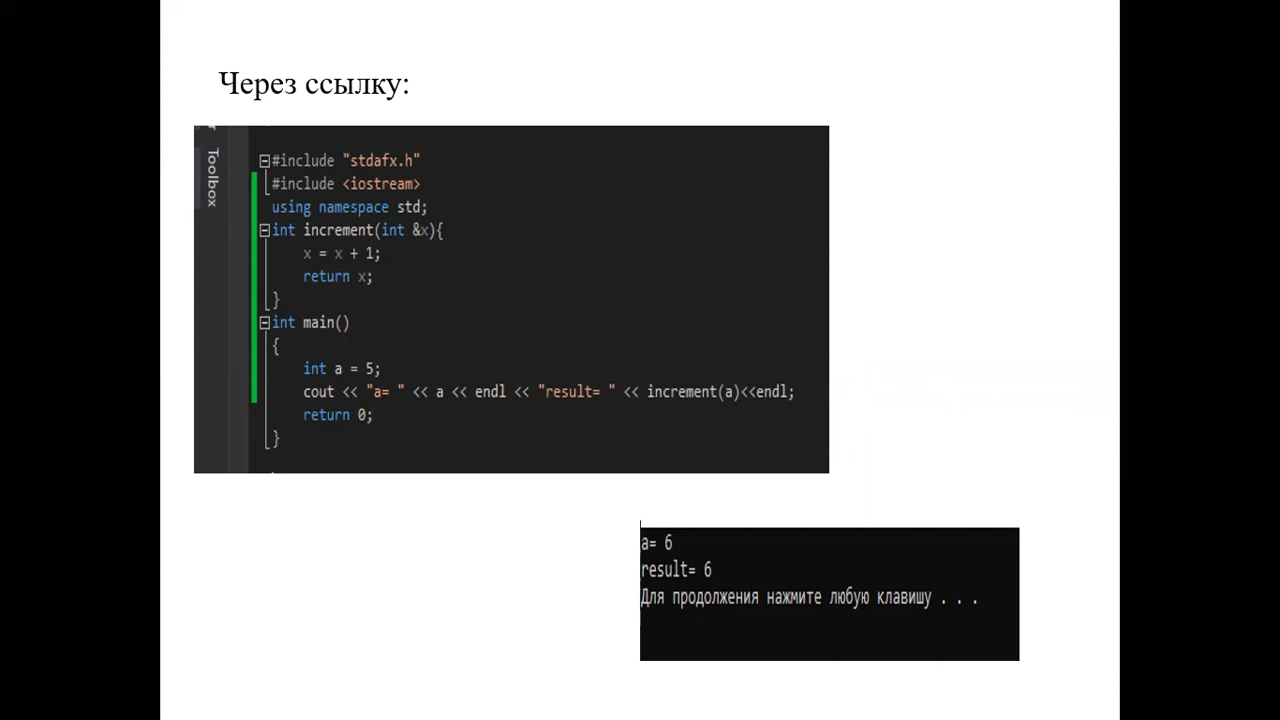 Через ссылку:
Toolbox
#include "stdafx.h"
#include <iostream>
using namespace std;
int increment(int &x){
x = x + 1;
return x;
}
int main()
{
int a = 5;
cout << "a= " << a << endl << "result= " << increment(a)<<endl;
return 0;
}
a= 6
result= 6
Для продолжения нажмите любую клавишу . . .